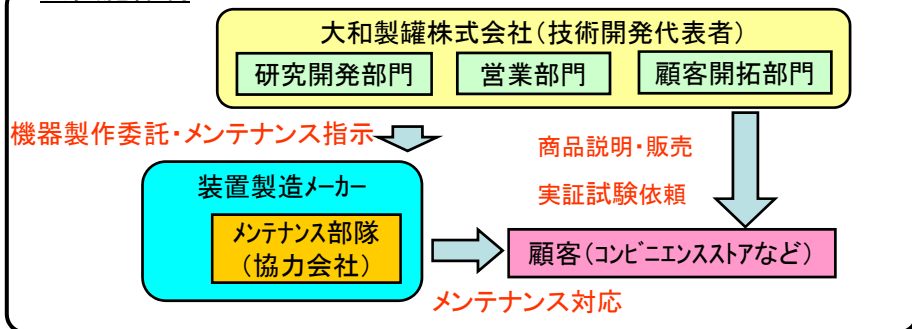 大和製罐株式会社（技術開発代表者）
研究開発部門
営業部門
顧客開拓部門
機器製作委託・メンテナンス指示
商品説明・販売
実証試験依頼
装置製造ﾒｰｶｰ
ﾒﾝﾃﾅﾝｽ部隊
（協力会社）
顧客（ｺﾝﾋﾞﾆｴﾝｽｽﾄｱなど）
メンテナンス対応